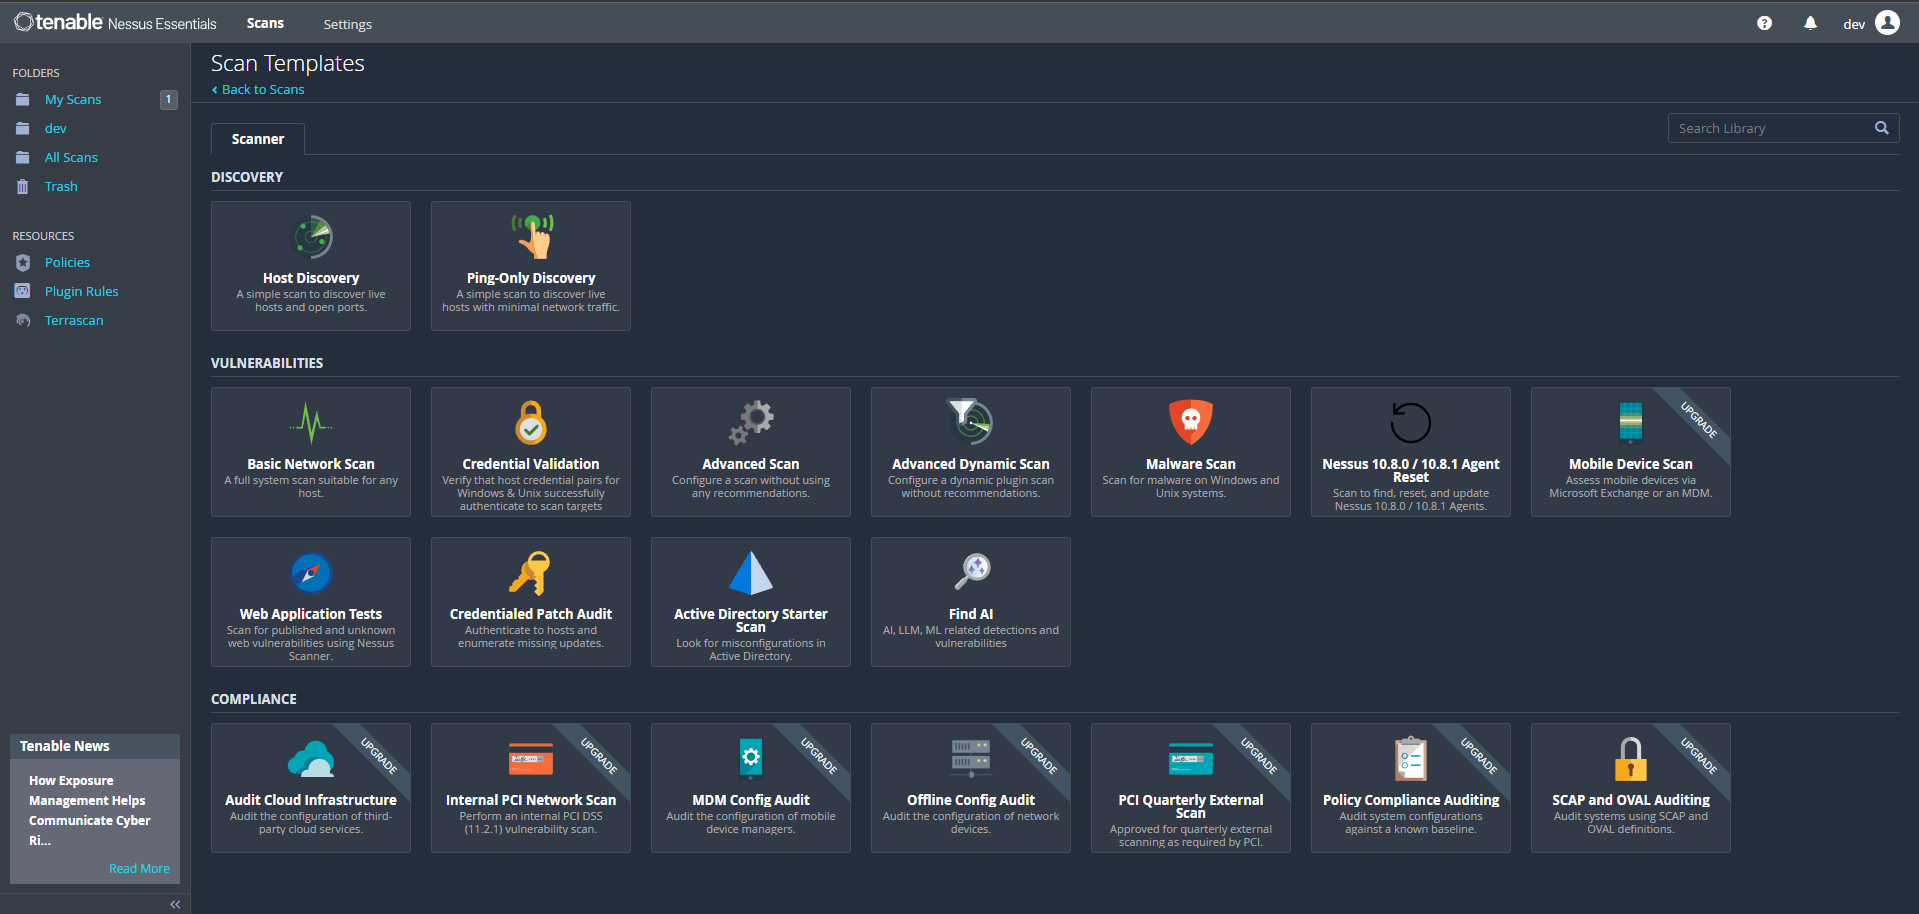 tenable Nessus Essentials Scans Settings dev
FOLDERS
My Scans 1
dev
All Scans
Trash
RESOURCES
Policies
Plugin Rules
Terrascan
Tenable News
How Exposure
Management Helps
Communicate Cyber
Ri...
Read More
Scan Templates
Back to Scans
Scanner
Search Library
DISCOVERY
Host Discovery
A simple scan to discover live
hosts and open ports.
Ping-Only Discovery
A simple scan to discover live
hosts with minimal network traffic.
VULNERABILITIES
Basic Network Scan
A full system scan suitable for any
host.
Credential Validation
Verify that host credential pairs for
Windows & Unix successfully
authenticate to scan targets
Advanced Scan
Configure a scan without using
any recommendations.
Advanced Dynamic Scan
Configure a dynamic plugin scan
without recommendations.
Malware Scan
Scan for malware on Windows and
Unix systems.
Nessus 10.8.0 / 10.8.1 Agent
Reset
Scan to find, reset, and update
Nessus 10.8.0 / 10.8.1 Agents.
UPGRADE
Mobile Device Scan
Assess mobile devices via
Microsoft Exchange or an MDM.
Web Application Tests
Scan for published and unknown
web vulnerabilities using Nessus
Scanner.
Credentialed Patch Audit
Authenticate to hosts and
enumerate missing updates.
Active Directory Starter
Scan
Look for misconfigurations in
Active Directory.
Find AI
AI, LLM, ML related detections and
vulnerabilities
COMPLIANCE
UPGRADE
Audit Cloud Infrastructure
Audit the configuration of third-
party cloud services.
UPGRADE
Internal PCI Network Scan
Perform an internal PCI DSS
(11.2.1) vulnerability scan.
UPGRADE
MDM Config Audit
Audit the configuration of mobile
device managers.
UPGRADE
Offline Config Audit
Audit the configuration of network
devices.
UPGRADE
PCI Quarterly External
Scan
Approved for quarterly external
scanning as required by PCI.
UPGRADE
Policy Compliance Auditing
Audit system configurations
against a known baseline.
UPGRADE
SCAP and OVAL Auditing
Audit systems using SCAP and
OVAL definitions.